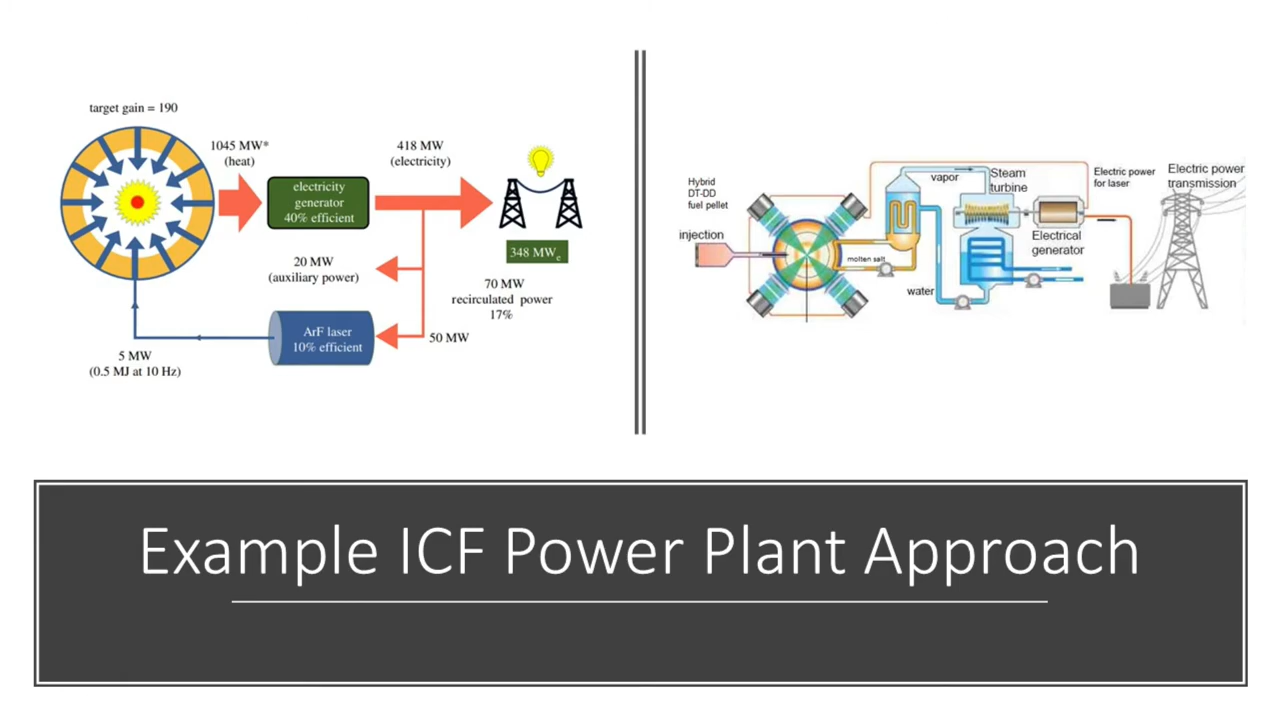 target gain = 190
1045 MW*
(heat)
electricity
generator
40% efficient
418 MW
(electricity)
348 MWe
20 MW
(auxiliary power)
70 MW
recirculated power
17%
ArF laser
10% efficient
50 MW
5 MW
(0.5 MJ at 10 Hz)
Hybrid
DT-DD
fuel pellet
injection
molten salt
vapor
water
Steam
turbine
Electrical
generator
Electric power
for laser
Electric power
transmission
Example ICF Power Plant Approach